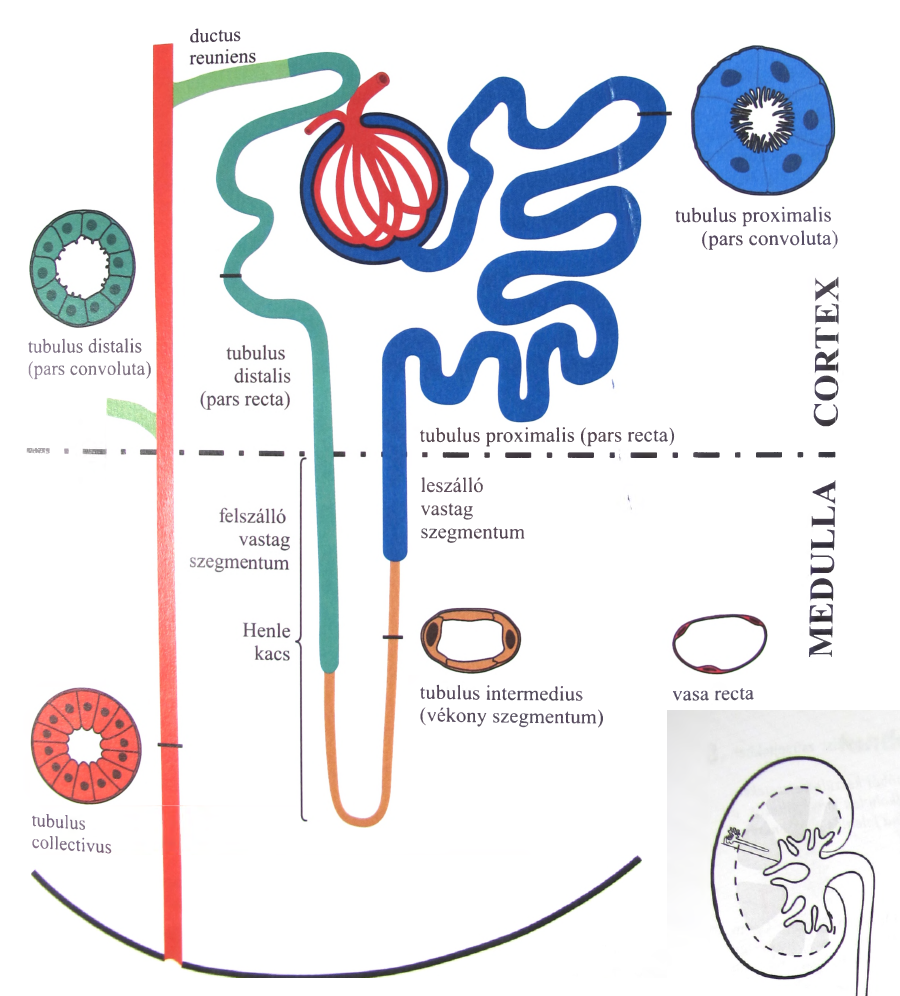 ductus
reuniens
tubulus proximalis
(pars convoluta)
CORTEX
tubulus distalis
(pars convoluta)
tubulus
distalis
(pars recta)
tubulus proximalis (pars recta)
leszálló
vastag
szegmentum
felszálló
vastag
szegmentum
MEDULLA
Henle
kacs
tubulus intermedius
(vékony szegmentum)
vasa recta
tubulus
collectivus